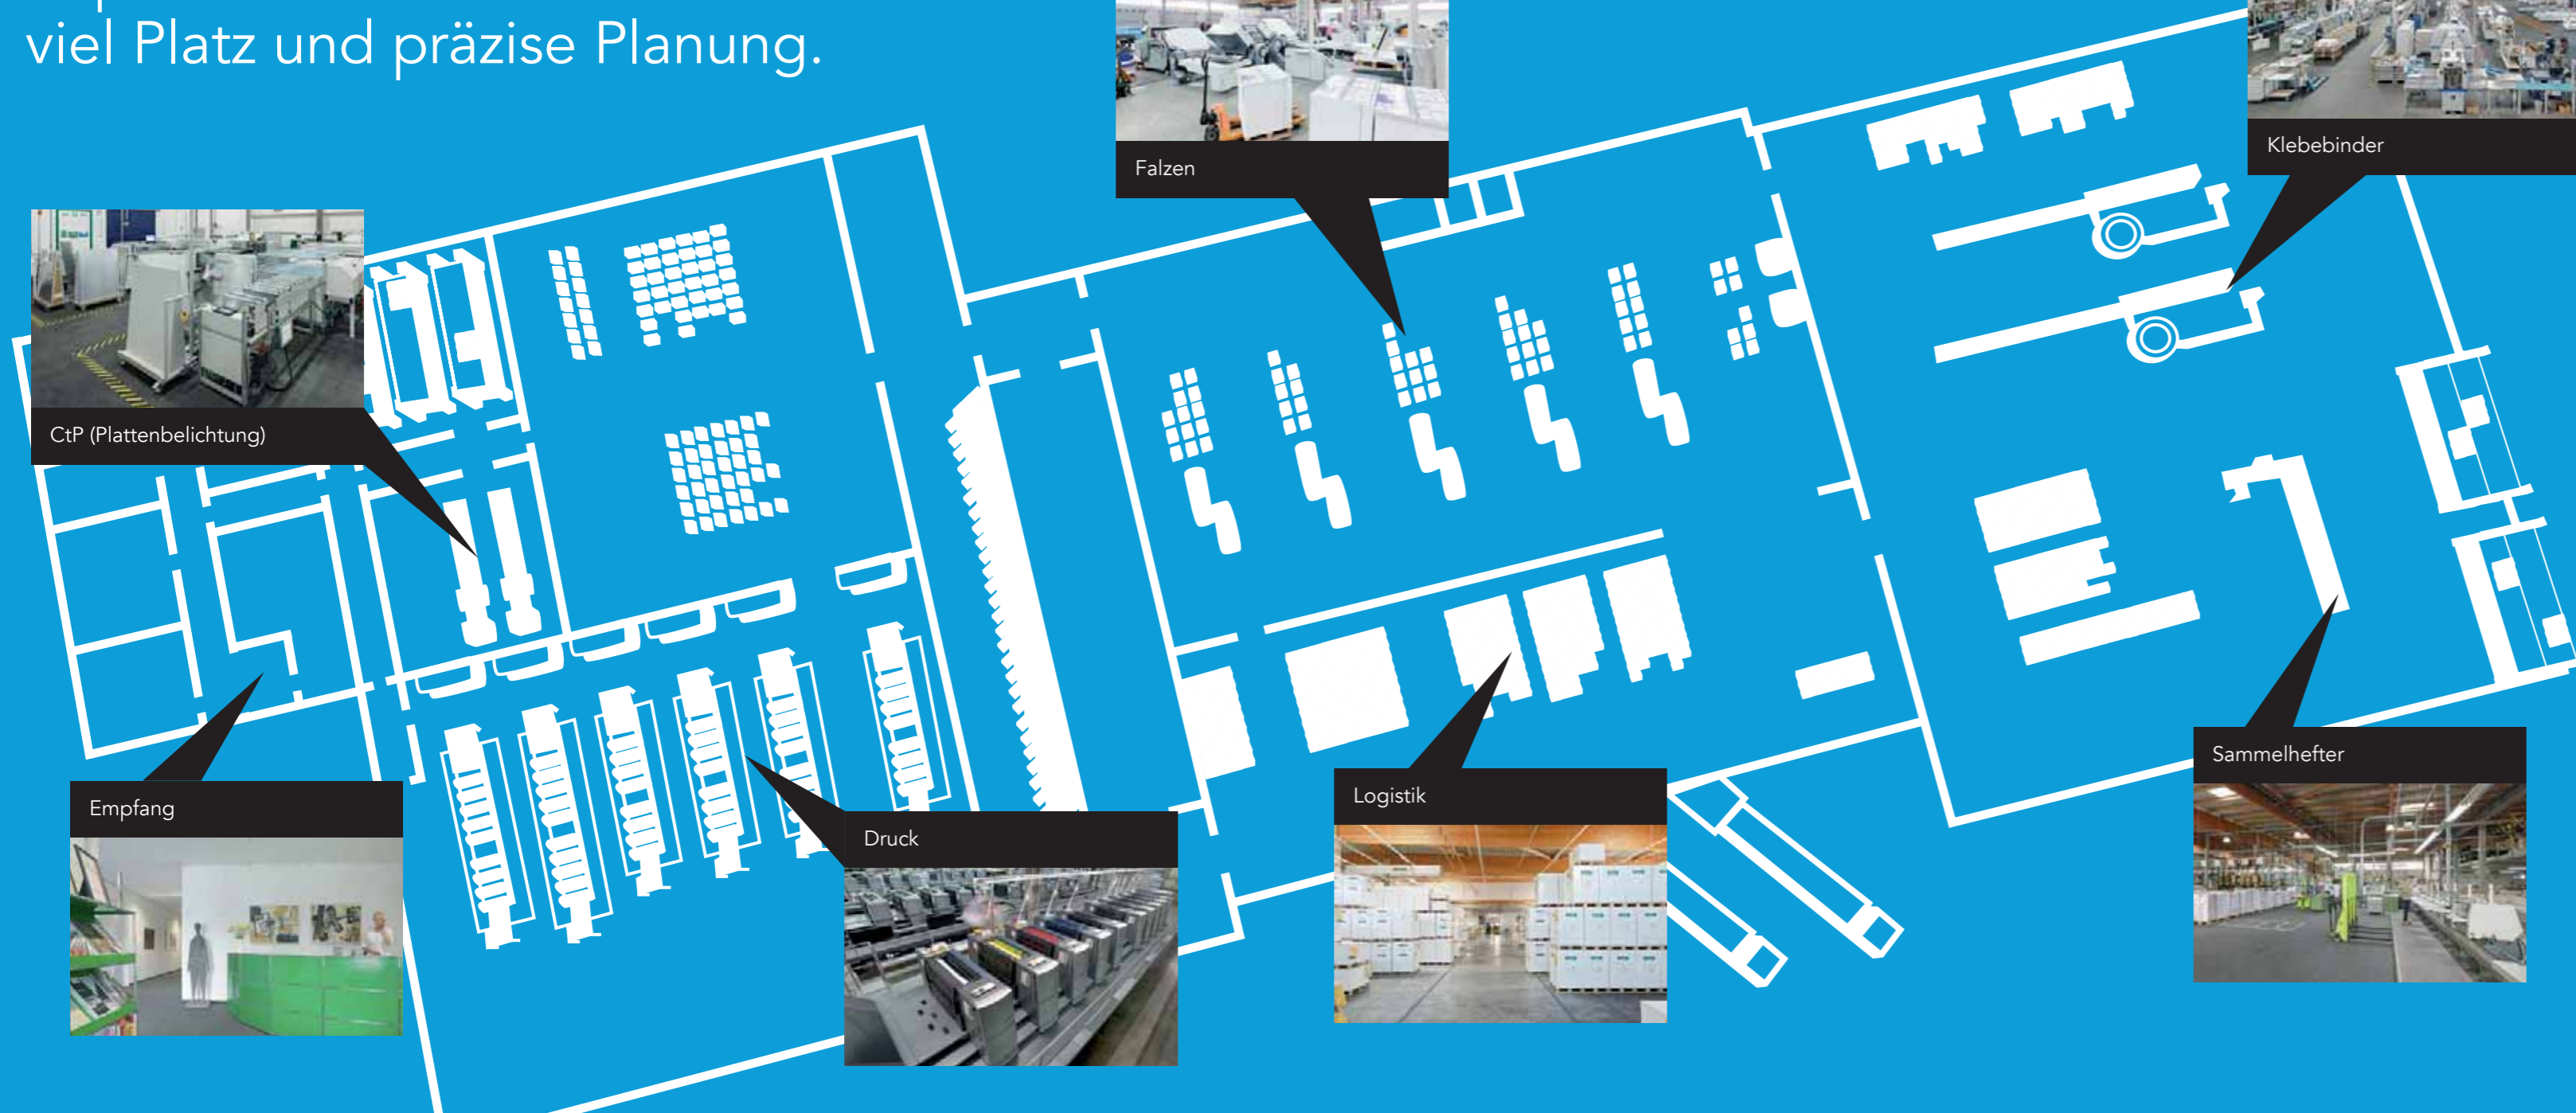 viel Platz und präzise Planung.
Falzen
Klebebinder
CtP (Plattenbelichtung)
Empfang
Druck
Logistik
Sammelhefter